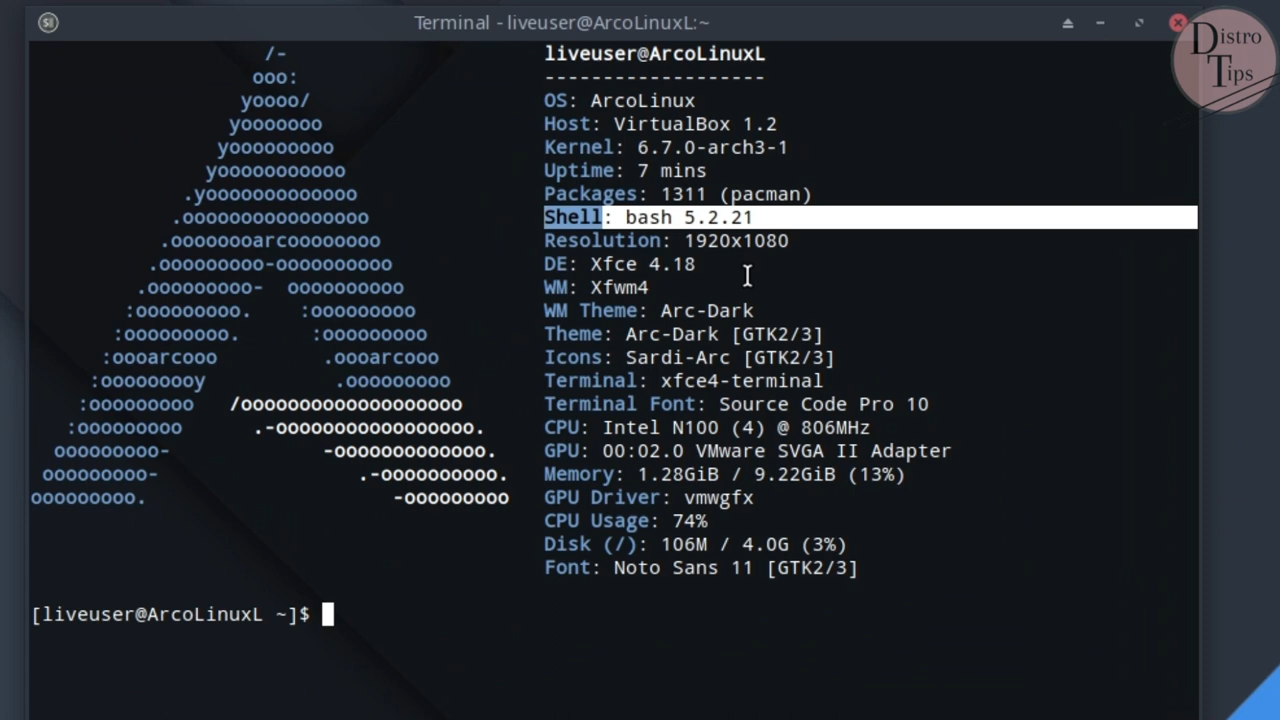 Terminal - liveuser@ArcoLinuxL:~
Distro
Tips
/-
ooo:
yoooo/
yooooooo
yooooooooo
yooooooooooo
.yooooooooooooo
.ooooooooooooooo
.oooooooarcoooooooo
.ooooooooo-oooooooooo
.ooooooooo-  oooooooooo
:ooooooooo.    :ooooooooo
:ooooooooo.      :ooooooooo
:oooarcooo         .oooarcooo
:ooooooooy           .ooooooooo
:ooooooooo   /ooooooooooooooooooo
:ooooooooo      .-ooooooooooooooooo.
ooooooooo-             -ooooooooooooo.
ooooooooo-                 .-oooooooooo.
ooooooooo.                     -ooooooooo
liveuser@ArcoLinuxL
-------------------
OS: ArcoLinux
Host: VirtualBox 1.2
Kernel: 6.7.0-arch3-1
Uptime: 7 mins
Packages: 1311 (pacman)
Shell: bash 5.2.21
Resolution: 1920x1080
DE: Xfce 4.18
WM: Xfwm4
WM Theme: Arc-Dark
Theme: Arc-Dark [GTK2/3]
Icons: Sardi-Arc [GTK2/3]
Terminal: xfce4-terminal
Terminal Font: Source Code Pro 10
CPU: Intel N100 (4) @ 806MHz
GPU: 00:02.0 VMware SVGA II Adapter
Memory: 1.28GiB / 9.22GiB (13%)
GPU Driver: vmwgfx
CPU Usage: 74%
Disk (/): 106M / 4.0G (3%)
Font: Noto Sans 11 [GTK2/3]
[liveuser@ArcoLinuxL ~]$